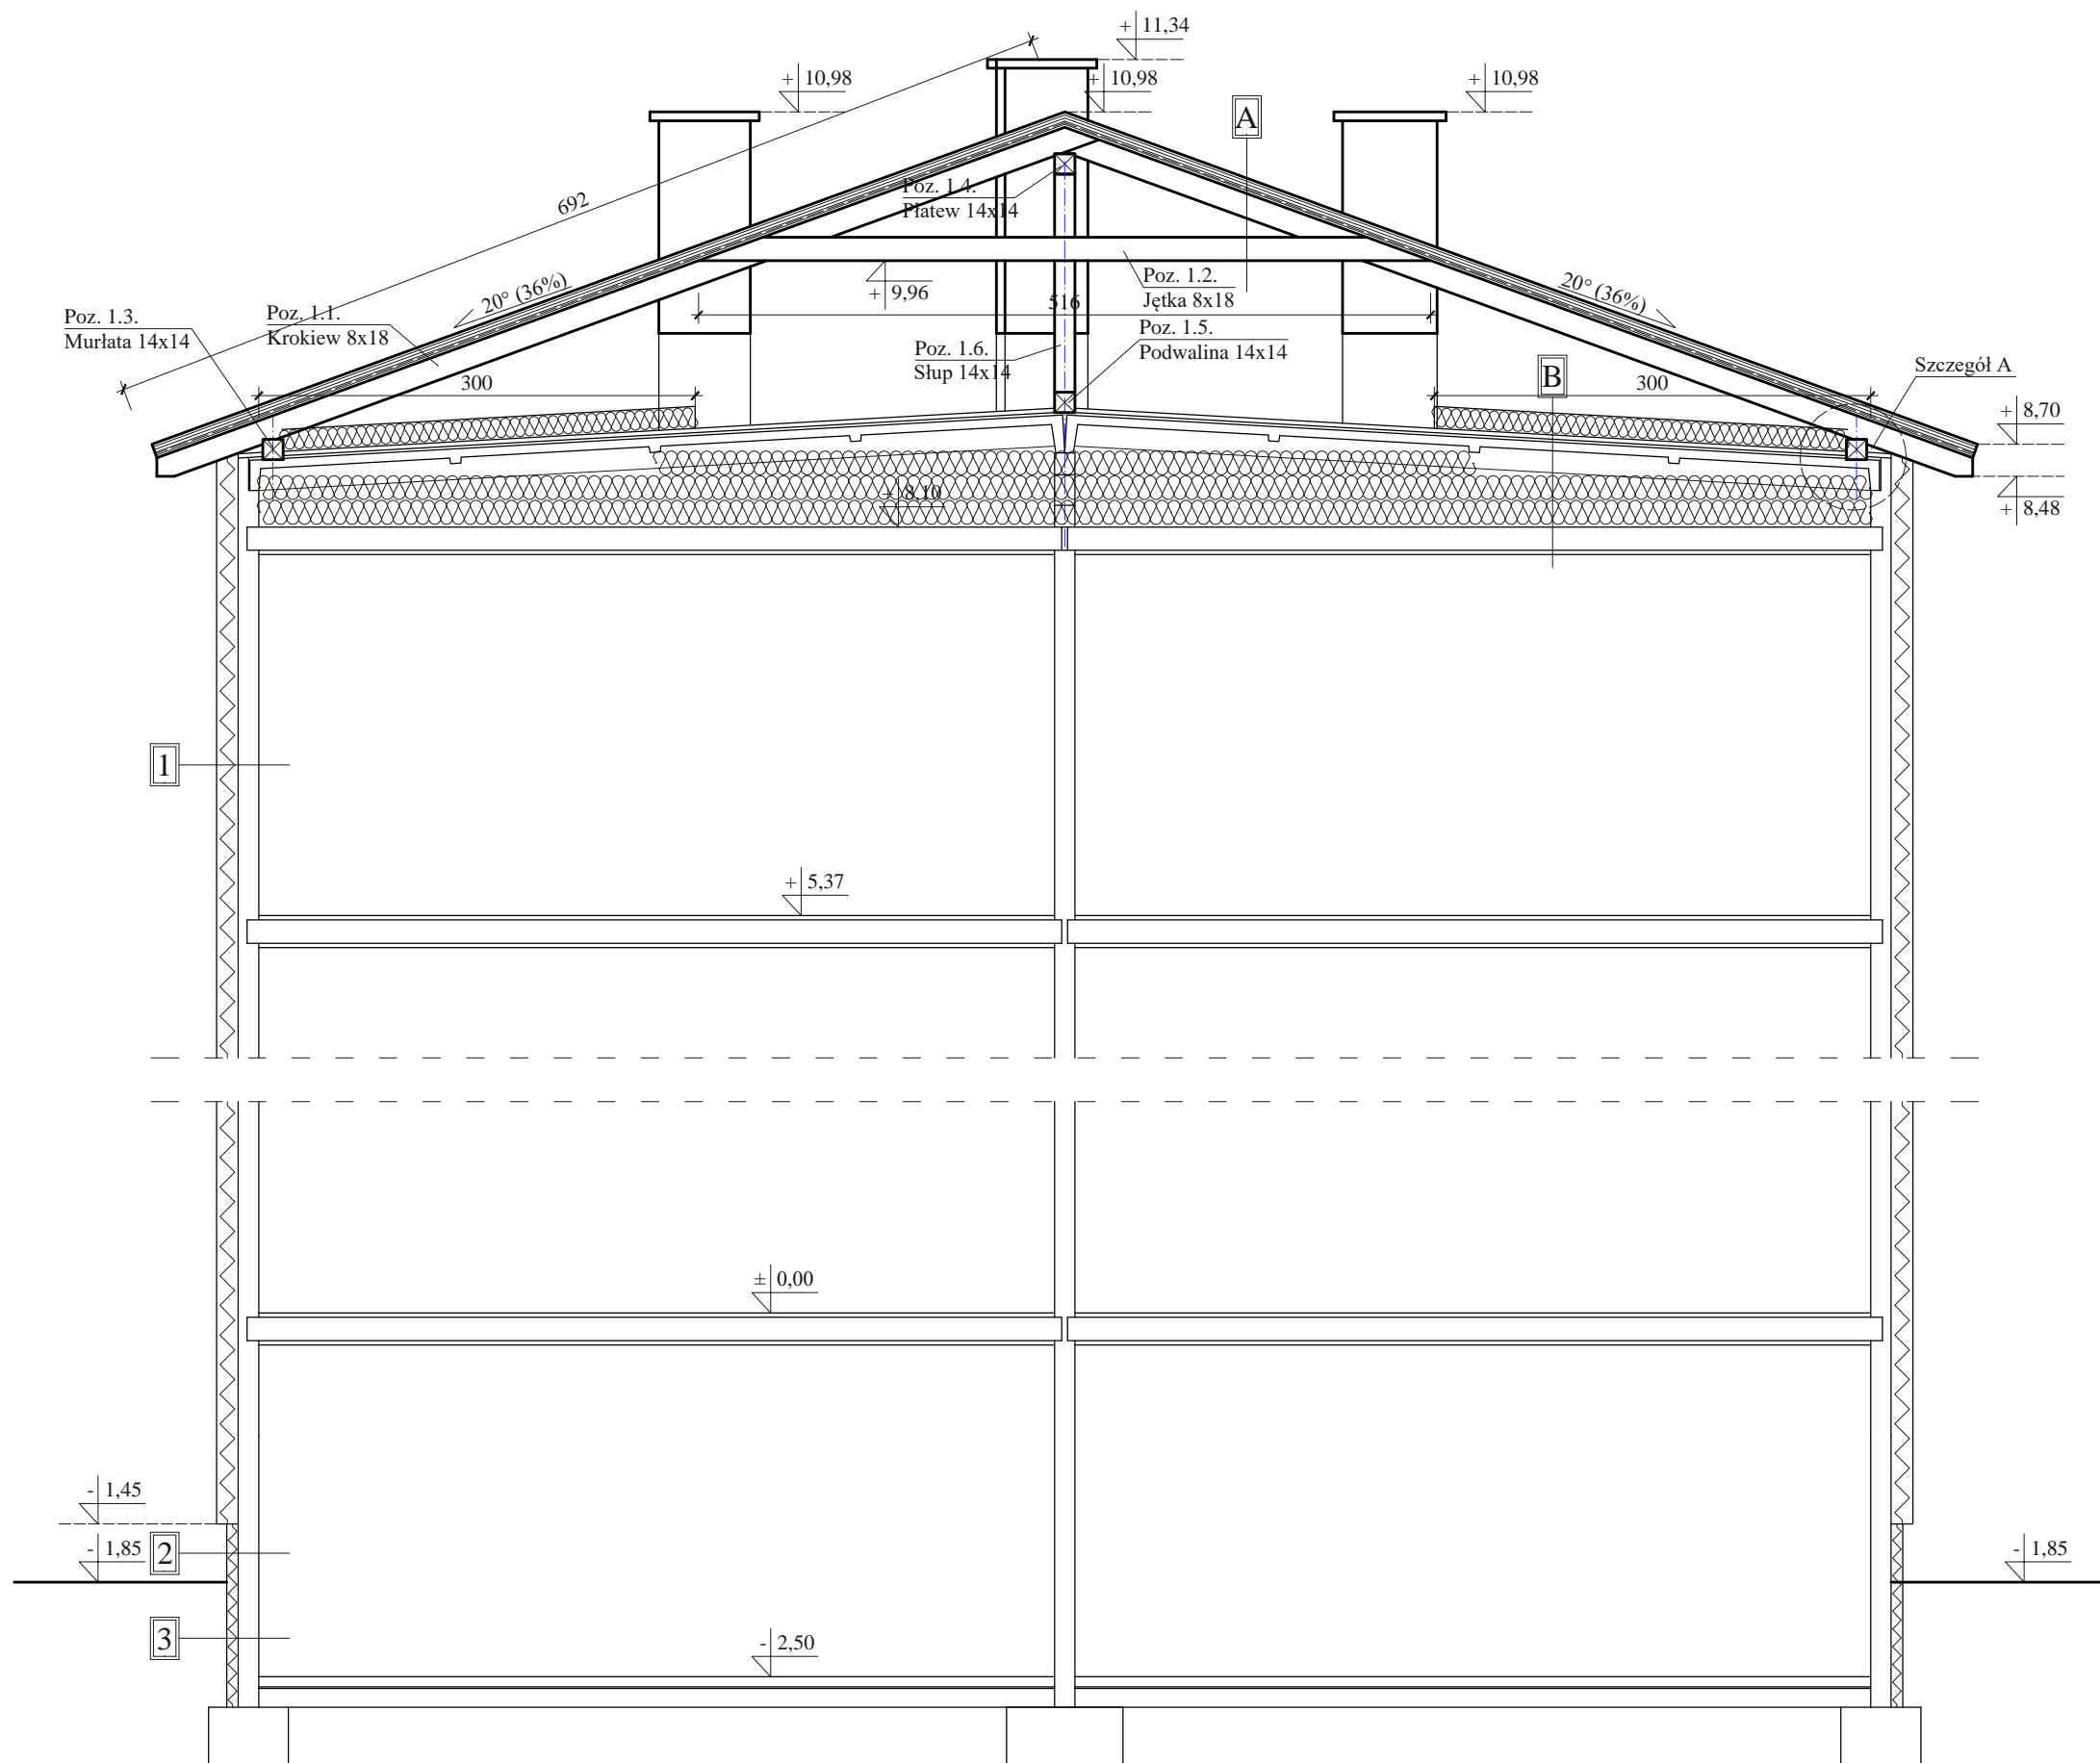 + 11,34
+ 10,98
+ 10,98
+ 10,98
A
692
Poz. 1.4.
Płatew 14x14
20° (36%)
+ 9,96
Poz. 1.2.
Jętka 8x18
20° (36%)
516
Poz. 1.3.
Murłata 14x14
Poz. 1.1.
Krokiew 8x18
Poz. 1.5.
Podwalina 14x14
Poz. 1.6.
Słup 14x14
Szczegół A
300
B
300
+ 8,70
+ 8,10
+ 8,48
1
+ 5,37
± 0,00
- 1,45
2
- 1,85
- 1,85
3
- 2,50